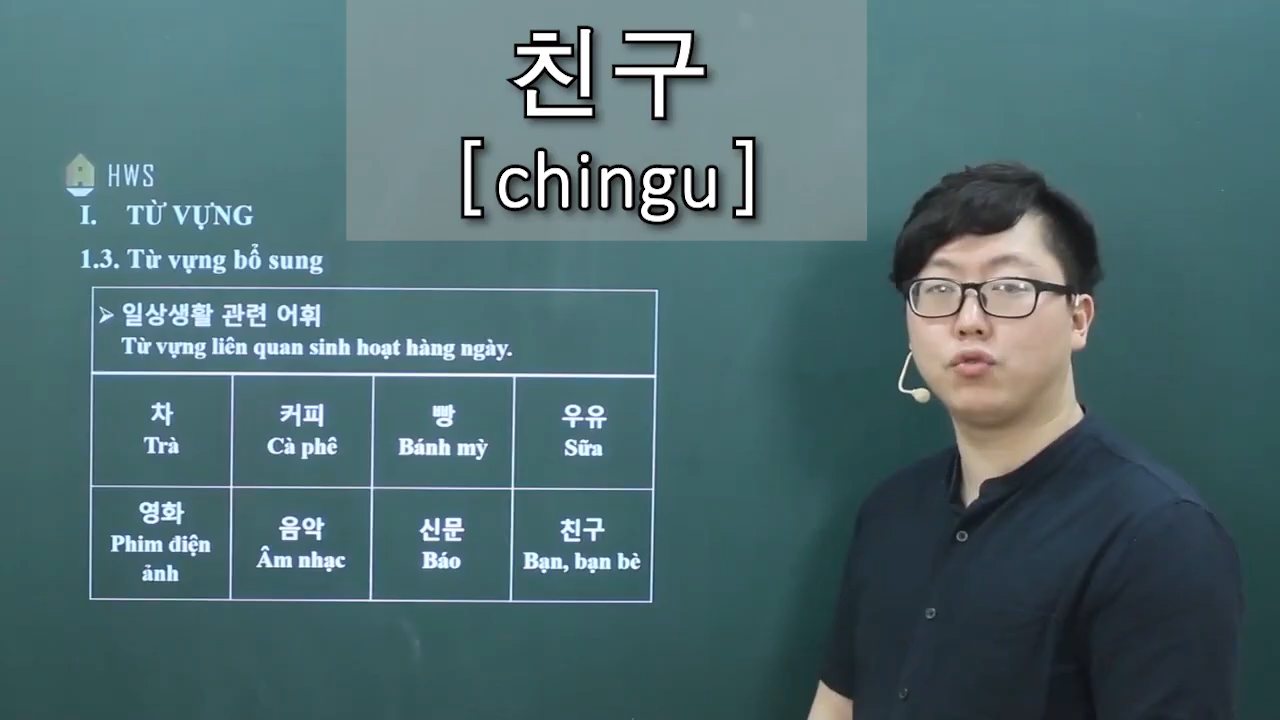 친구
[chingu]
HWS
I. TỪ VỰNG
1.3. Từ vựng bổ sung
➢ 일상생활 관련 어휘
Từ vựng liên quan sinh hoạt hàng ngày.
차
Trà
커피
Cà phê
빵
Bánh mỳ
우유
Sữa
영화
Phim điện
ảnh
음악
Âm nhạc
신문
Báo
친구
Bạn, bạn bè